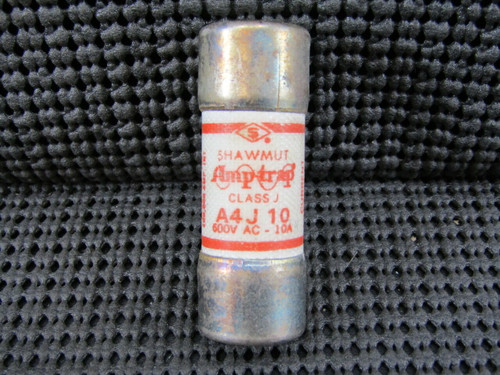 S
SHAWMUT
Amp-trap
CLASS J
A4J 10
600V AC - 10A